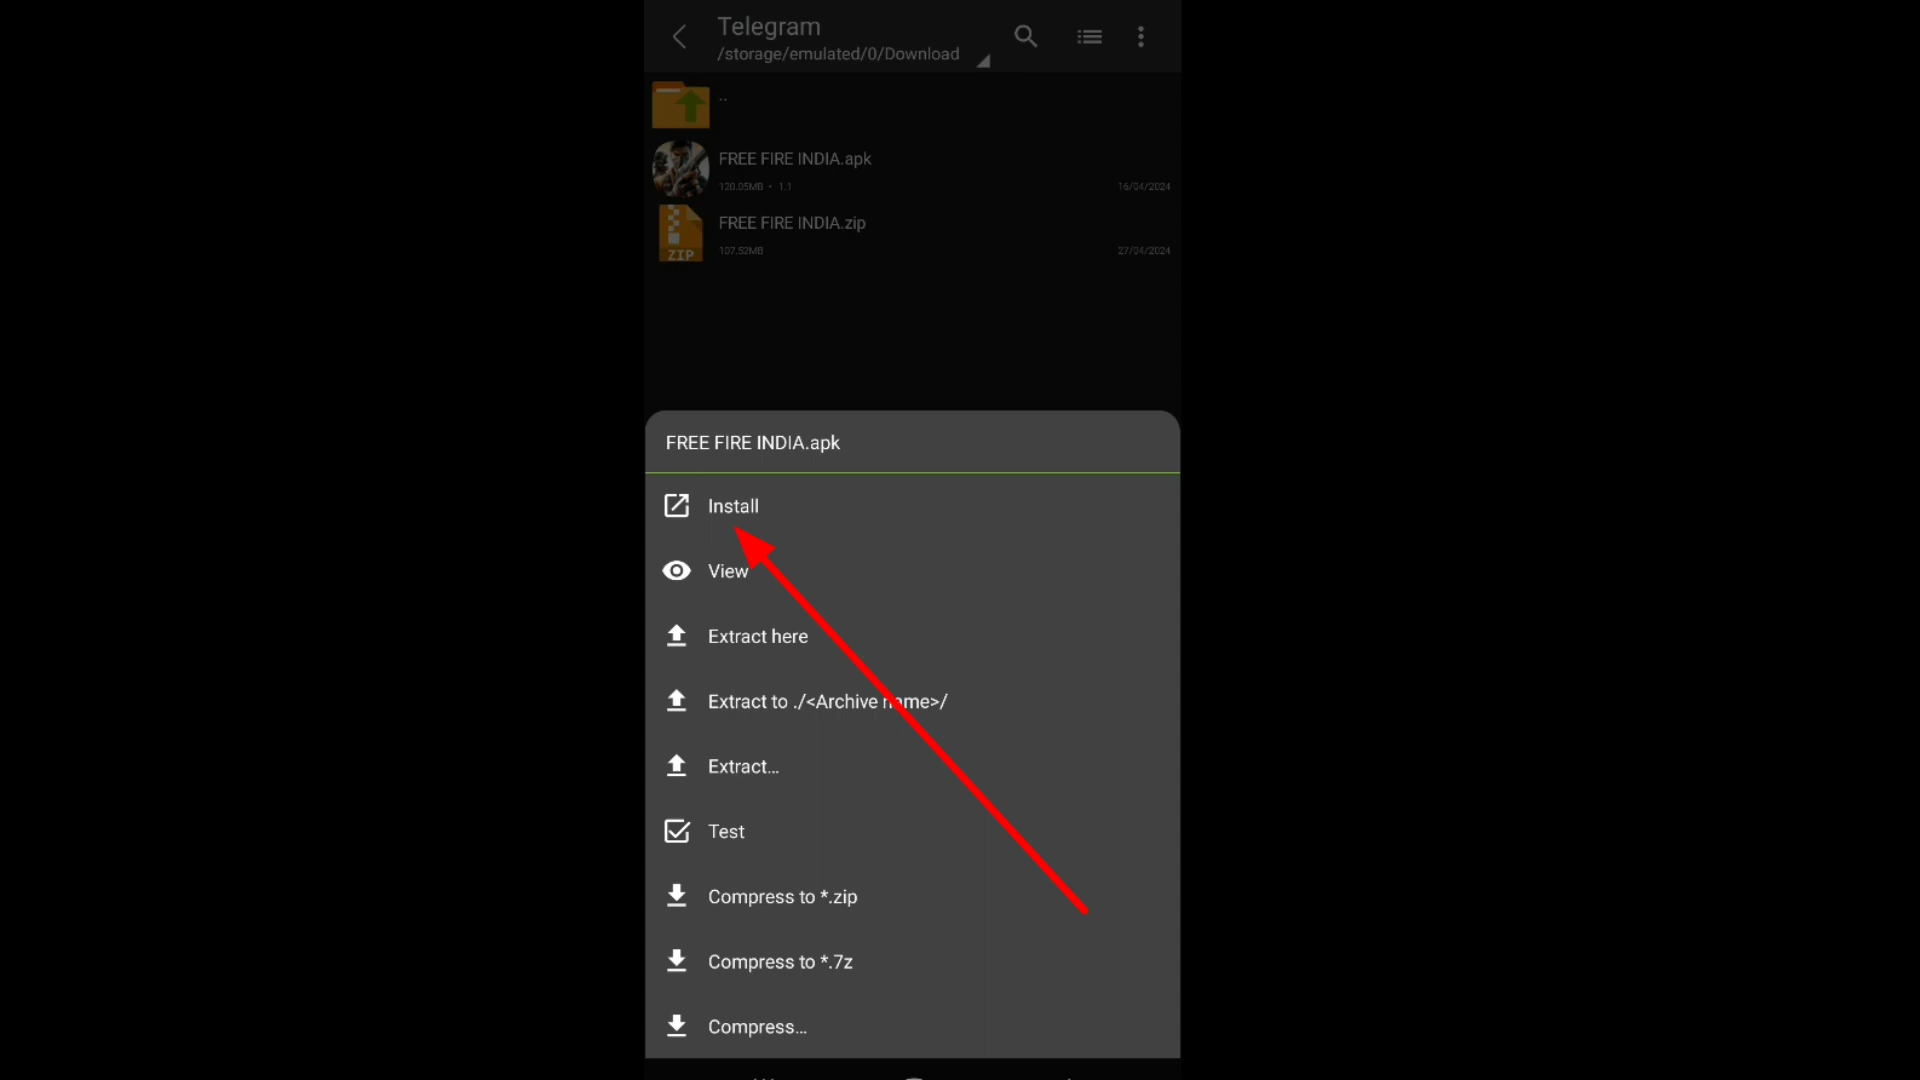 Telegram
/storage/emulated/0/Download
..
FREE FIRE INDIA.apk
120.05MB • 1.1
16/04/2024
FREE FIRE INDIA.zip
ZIP
107.52MB
27/04/2024
FREE FIRE INDIA.apk
Install
View
Extract here
Extract to ./<Archive name>/
Extract...
Test
Compress to *.zip
Compress to *.7z
Compress...